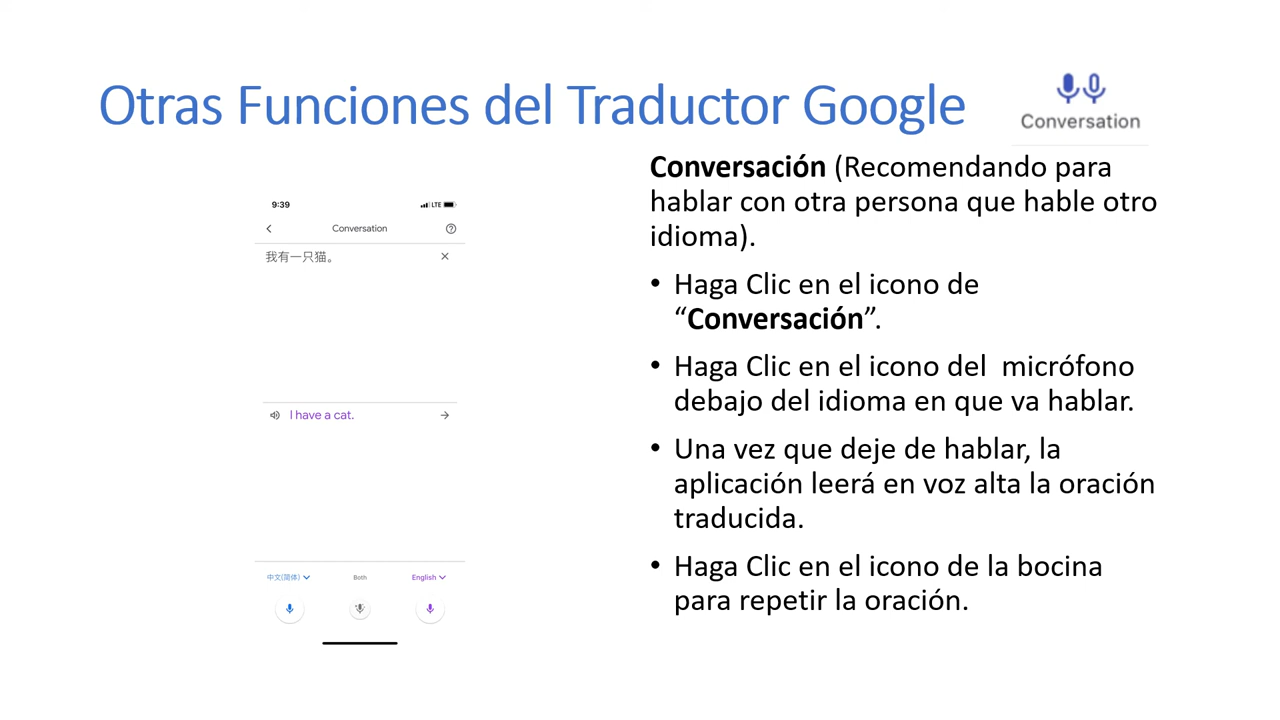 Otras Funciones del Traductor Google
Conversation
Conversación (Recomendando para
hablar con otra persona que hable otro
idioma).
• Haga Clic en el icono de
“Conversación”.
• Haga Clic en el icono del  micrófono
debajo del idioma en que va hablar.
• Una vez que deje de hablar, la
aplicación leerá en voz alta la oración
traducida.
• Haga Clic en el icono de la bocina
para repetir la oración.
9:39
LTE
Conversation
我有一只猫。
I have a cat.
中文(简体)
Both
English